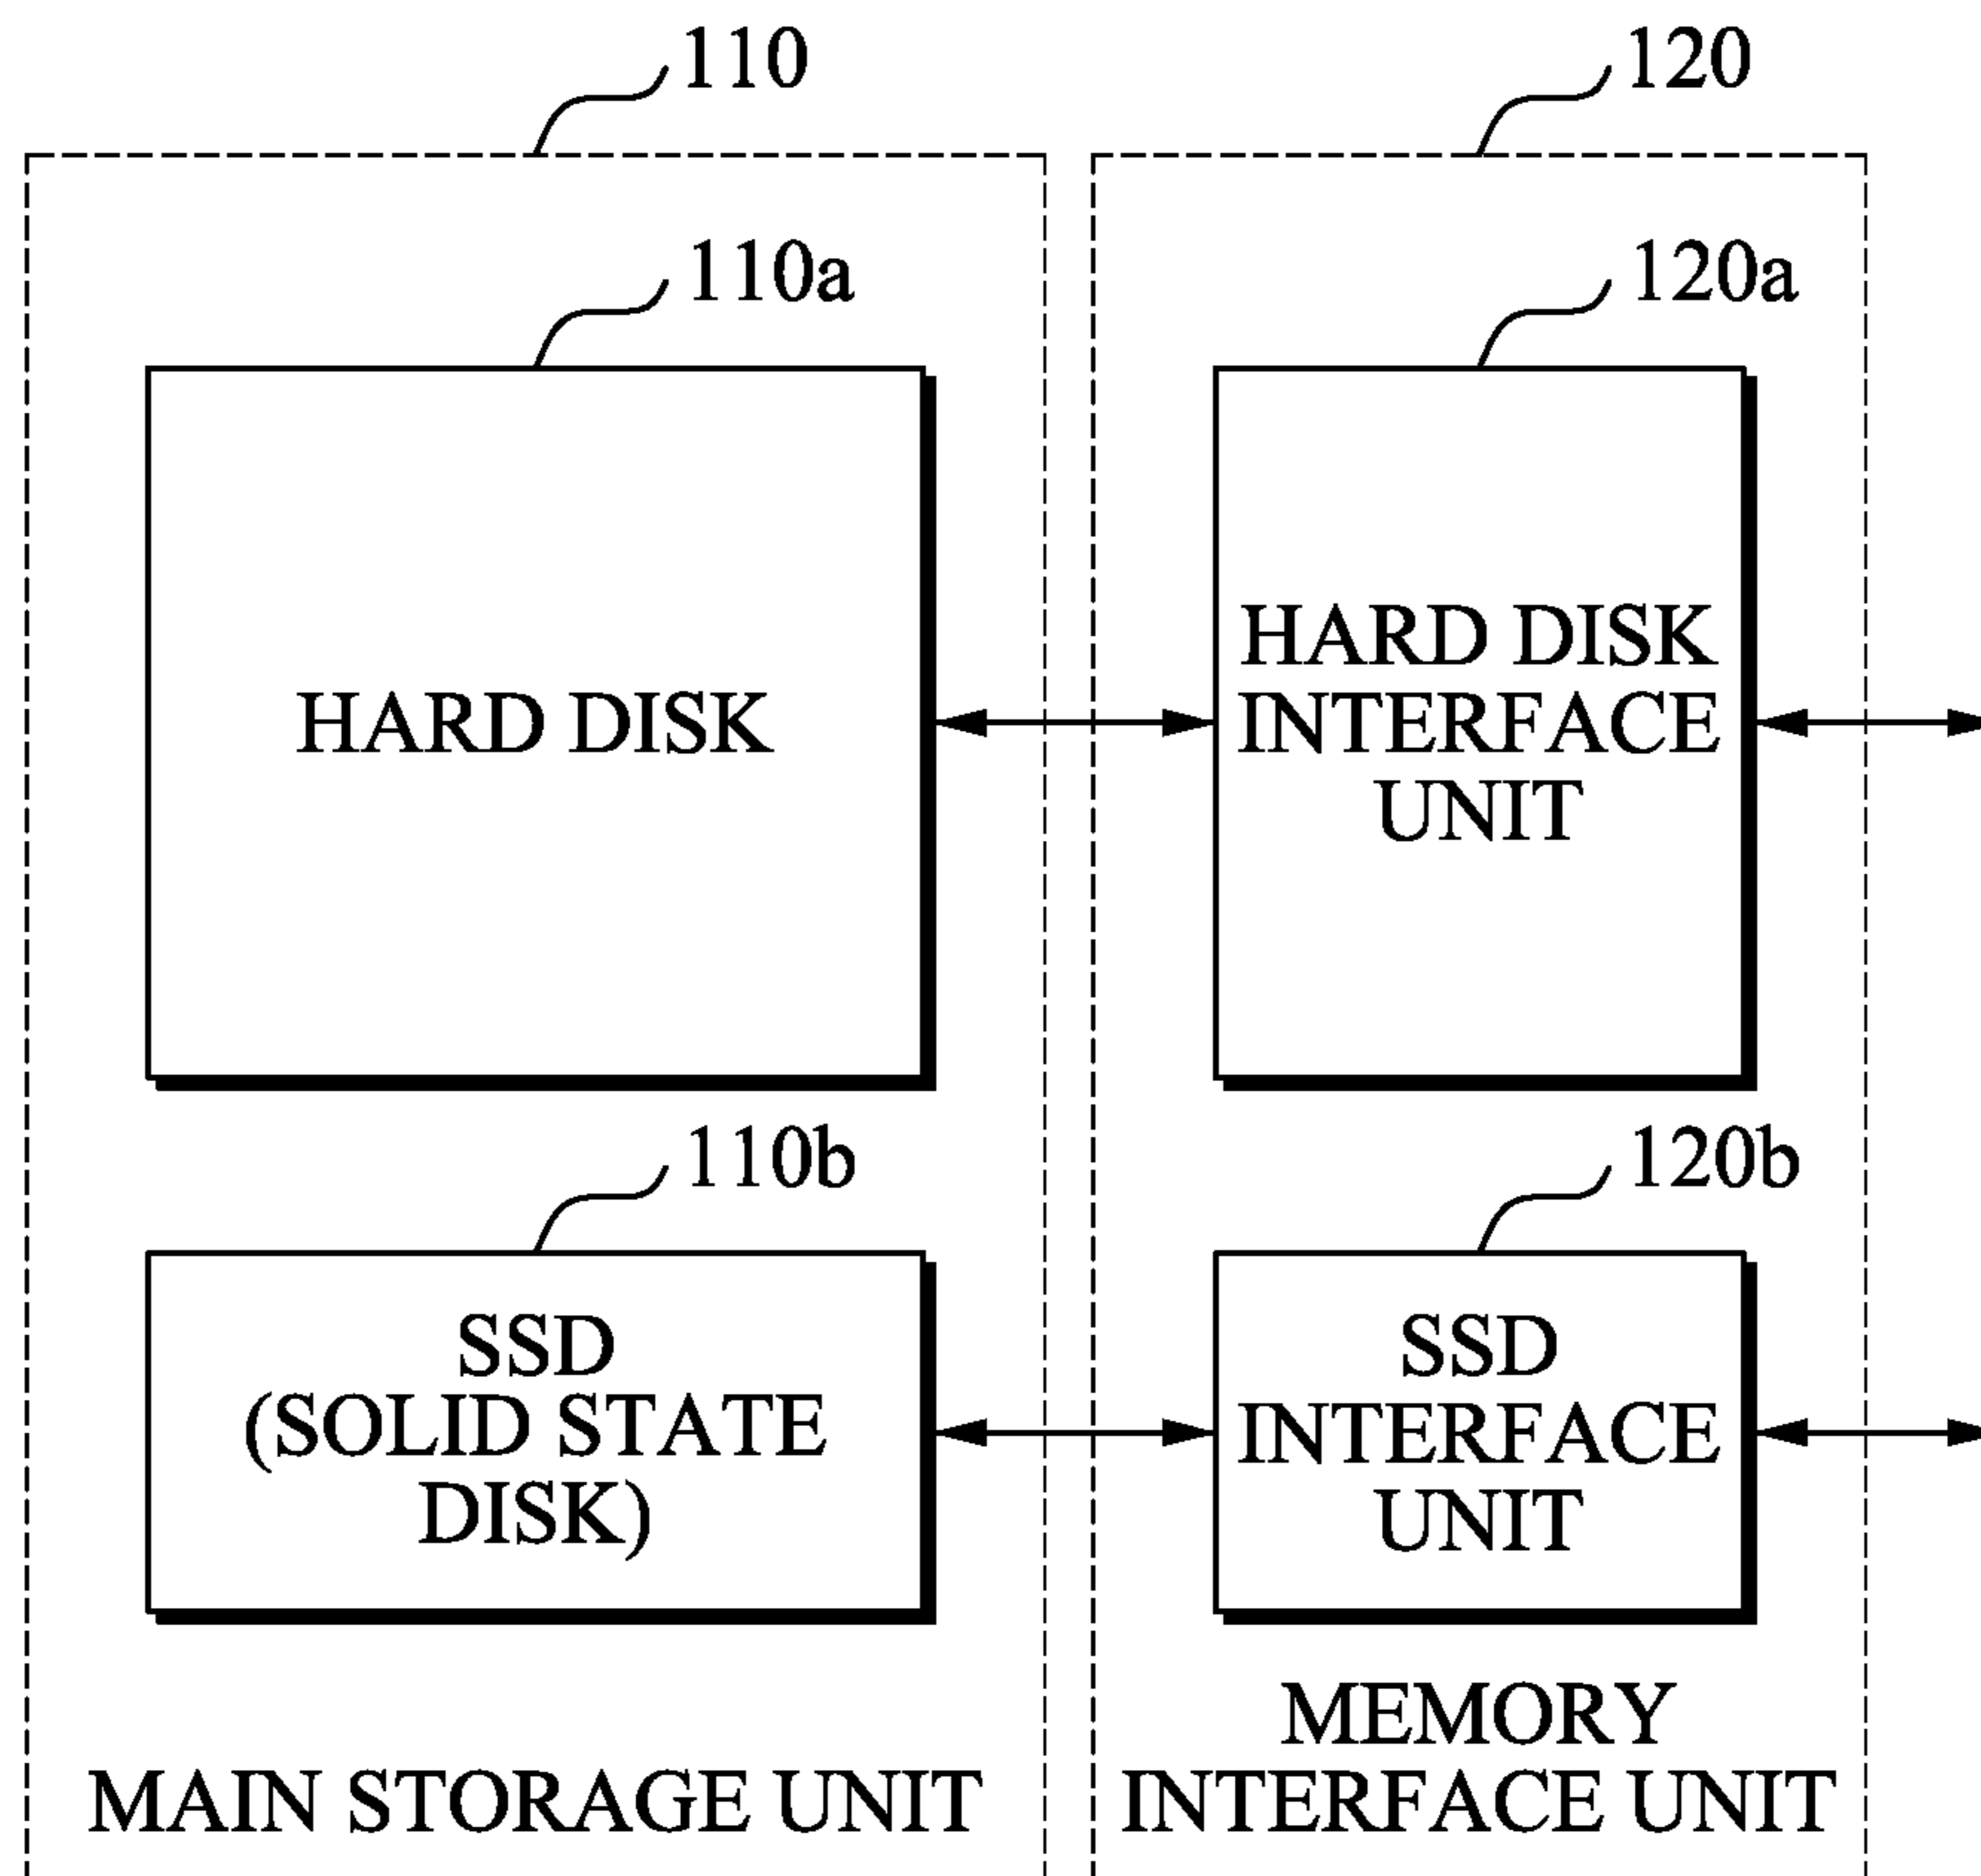 110
120
110a
120a
HARD DISK
HARD DISK
INTERFACE
UNIT
110b
120b
SSD
(SOLID STATE
DISK)
SSD
INTERFACE
UNIT
MAIN STORAGE UNIT
MEMORY
INTERFACE UNIT